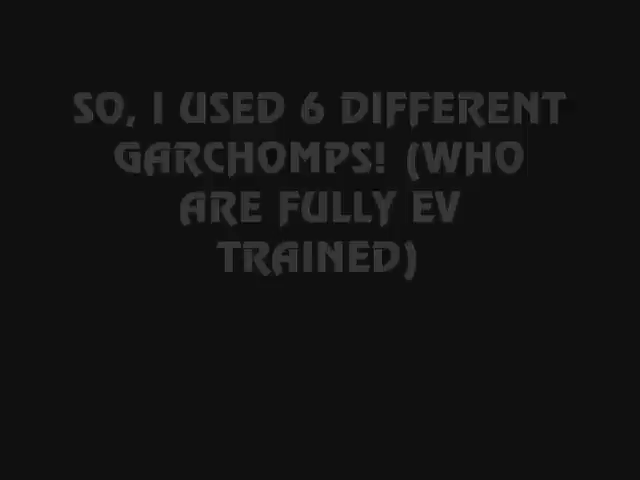 SO, I USED 6 DIFFERENT
GARCHOMPS! (WHO
ARE FULLY EV
TRAINED)